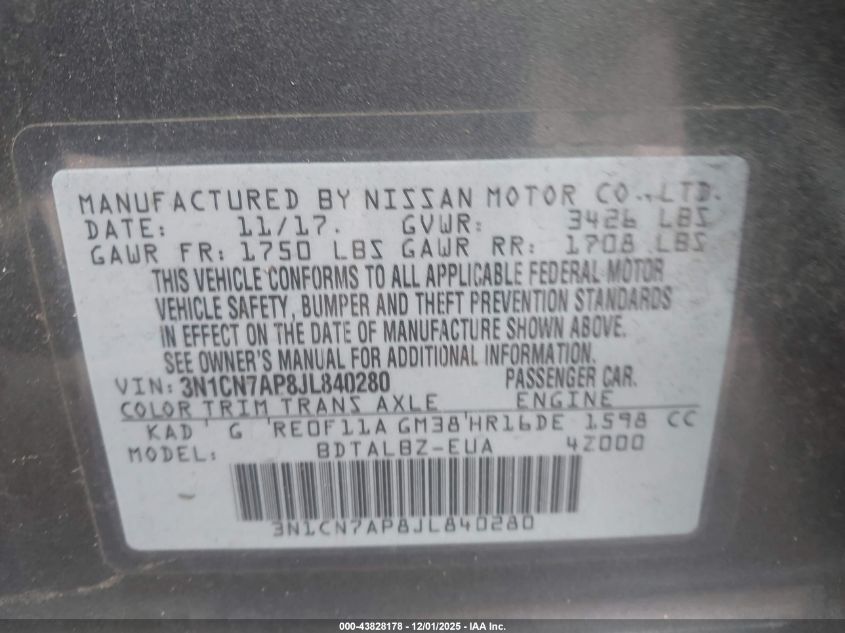 MANUFACTURED BY NISSAN MOTOR CO.,LTD.
DATE: 11/17. GVWR: 3426 LBS
GAWR FR: 1750 LBS GAWR RR: 1708 LBS
THIS VEHICLE CONFORMS TO ALL APPLICABLE FEDERAL MOTOR
VEHICLE SAFETY, BUMPER AND THEFT PREVENTION STANDARDS
IN EFFECT ON THE DATE OF MANUFACTURE SHOWN ABOVE.
SEE OWNER'S MANUAL FOR ADDITIONAL INFORMATION.
VIN: 3N1CN7AP8JL840280 PASSENGER CAR.
COLOR TRIM TRANS AXLE ENGINE
KAD ' G 'RE0F11A GM38'HR16DE 1598 CC
MODEL: BDTALBZ-EUA 4Z000
3N1CN7AP8JL840280
000-43828178 - 12/01/2025 - IAA Inc.